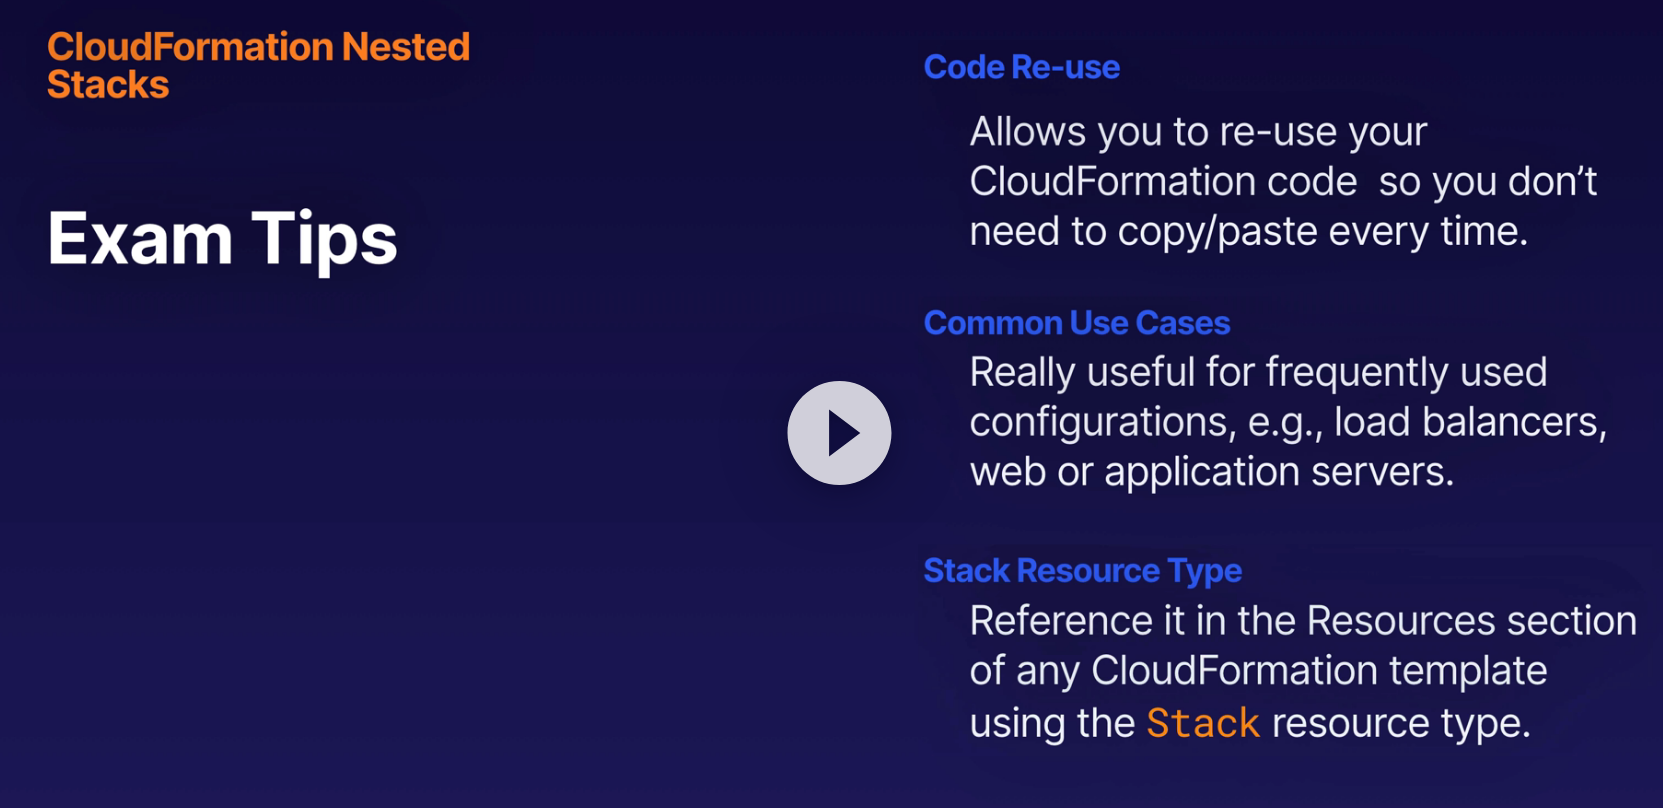 CloudFormation Nested
Stacks
Exam Tips
Code Re-use
Allows you to re-use your
CloudFormation code  so you don’t
need to copy/paste every time.
Common Use Cases
Really useful for frequently used
configurations, e.g., load balancers,
web or application servers.
Stack Resource Type
Reference it in the Resources section
of any CloudFormation template
using the Stack resource type.